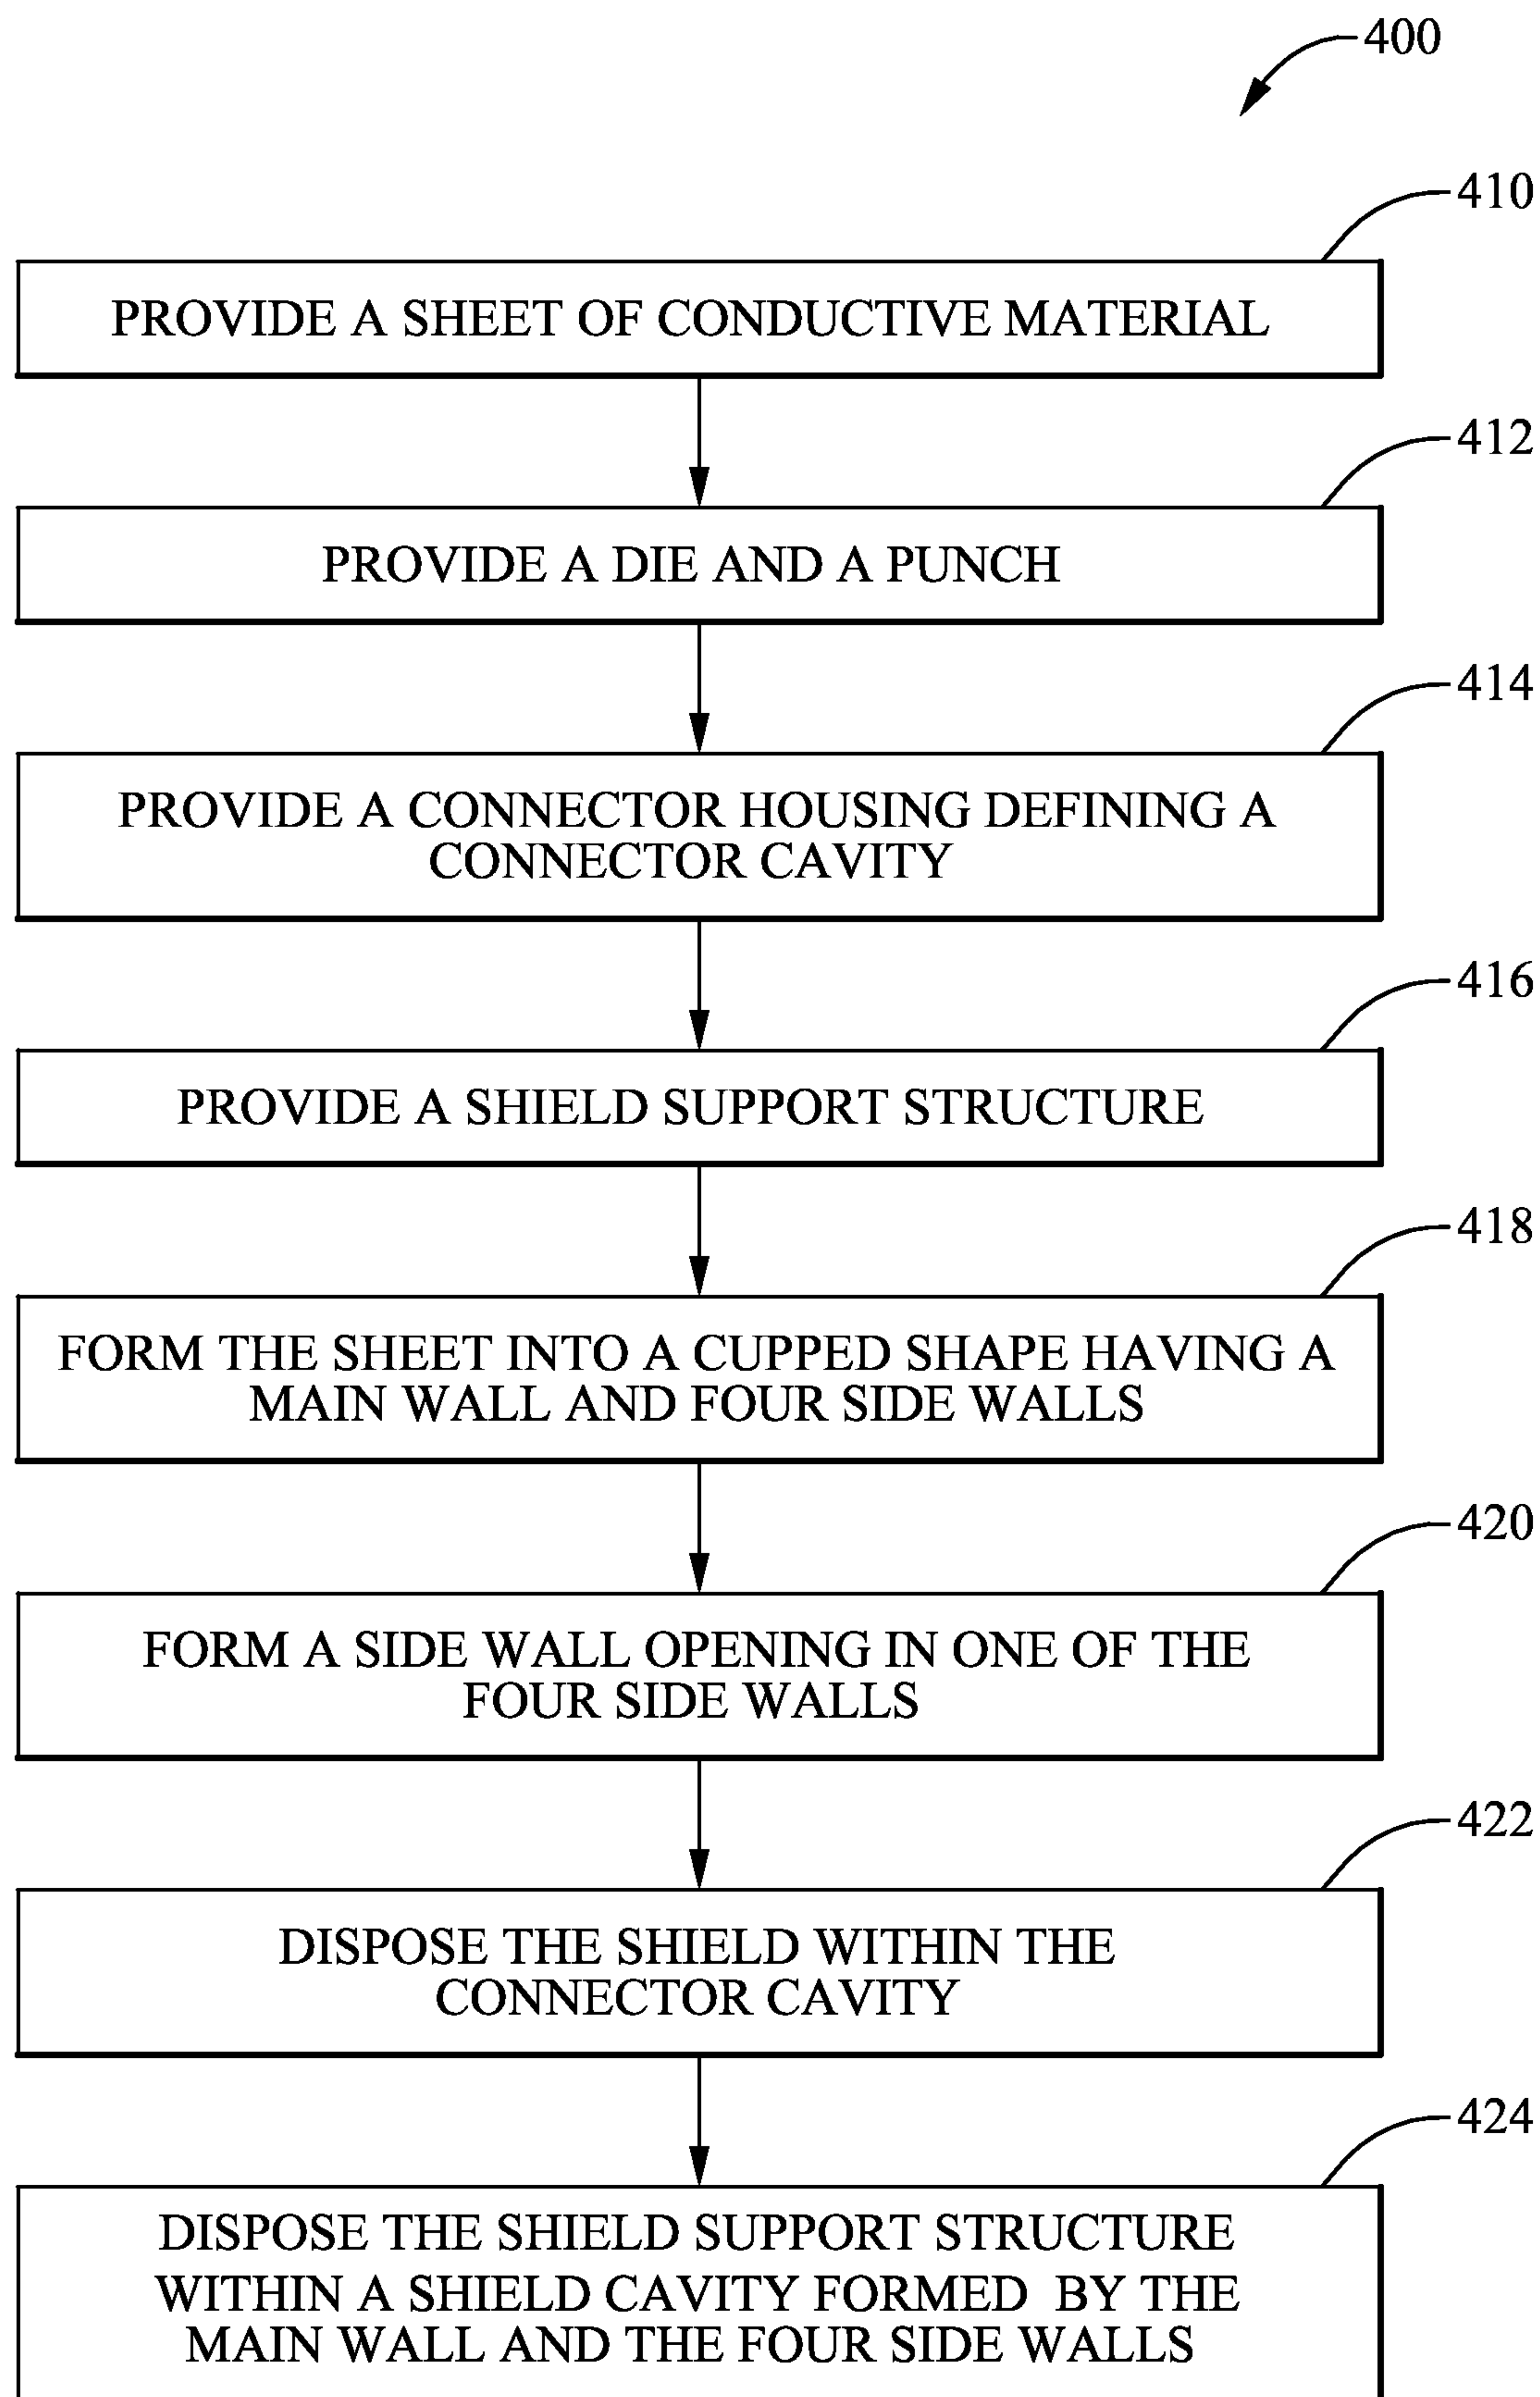 400
410
PROVIDE A SHEET OF CONDUCTIVE MATERIAL
412
PROVIDE A DIE AND A PUNCH
414
PROVIDE A CONNECTOR HOUSING DEFINING A
CONNECTOR CAVITY
416
PROVIDE A SHIELD SUPPORT STRUCTURE
418
FORM THE SHEET INTO A CUPPED SHAPE HAVING A
MAIN WALL AND FOUR SIDE WALLS
420
FORM A SIDE WALL OPENING IN ONE OF THE
FOUR SIDE WALLS
422
DISPOSE THE SHIELD WITHIN THE
CONNECTOR CAVITY
424
DISPOSE THE SHIELD SUPPORT STRUCTURE
WITHIN A SHIELD CAVITY FORMED BY THE
MAIN WALL AND THE FOUR SIDE WALLS